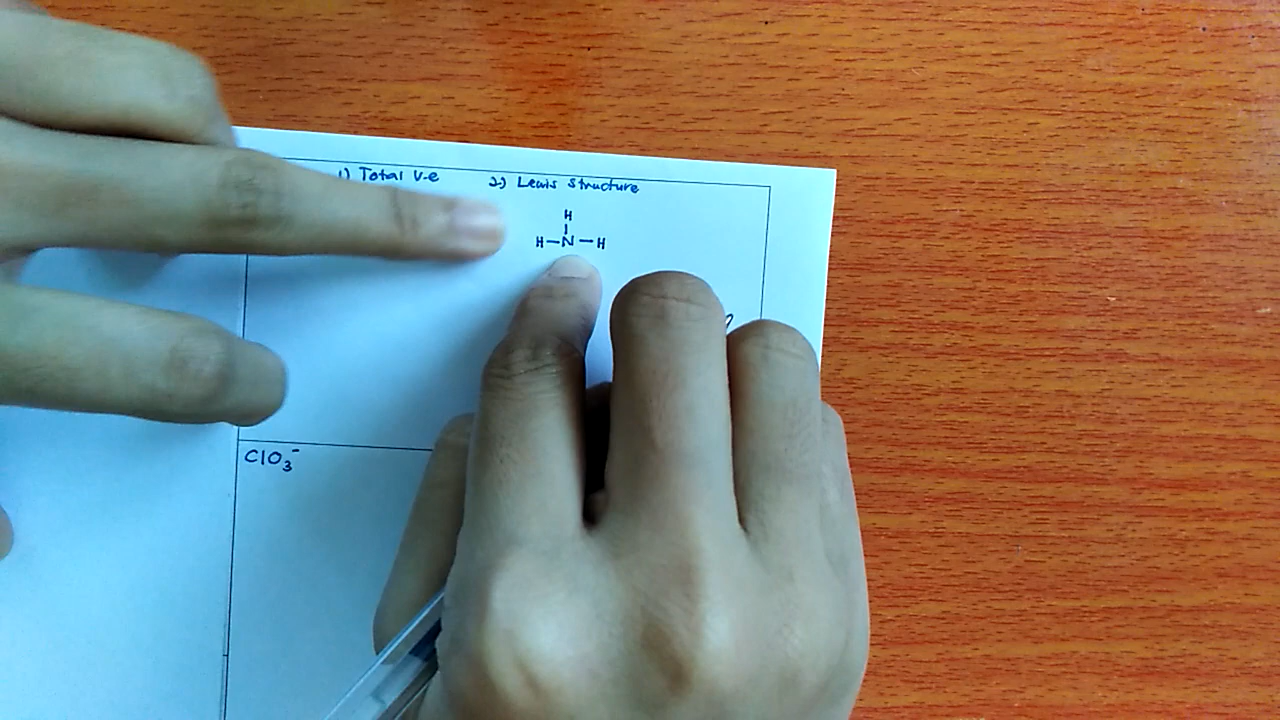 1) Total V.e 2.) Lewis Structure
H
|
H—N—H
ClO₃⁻